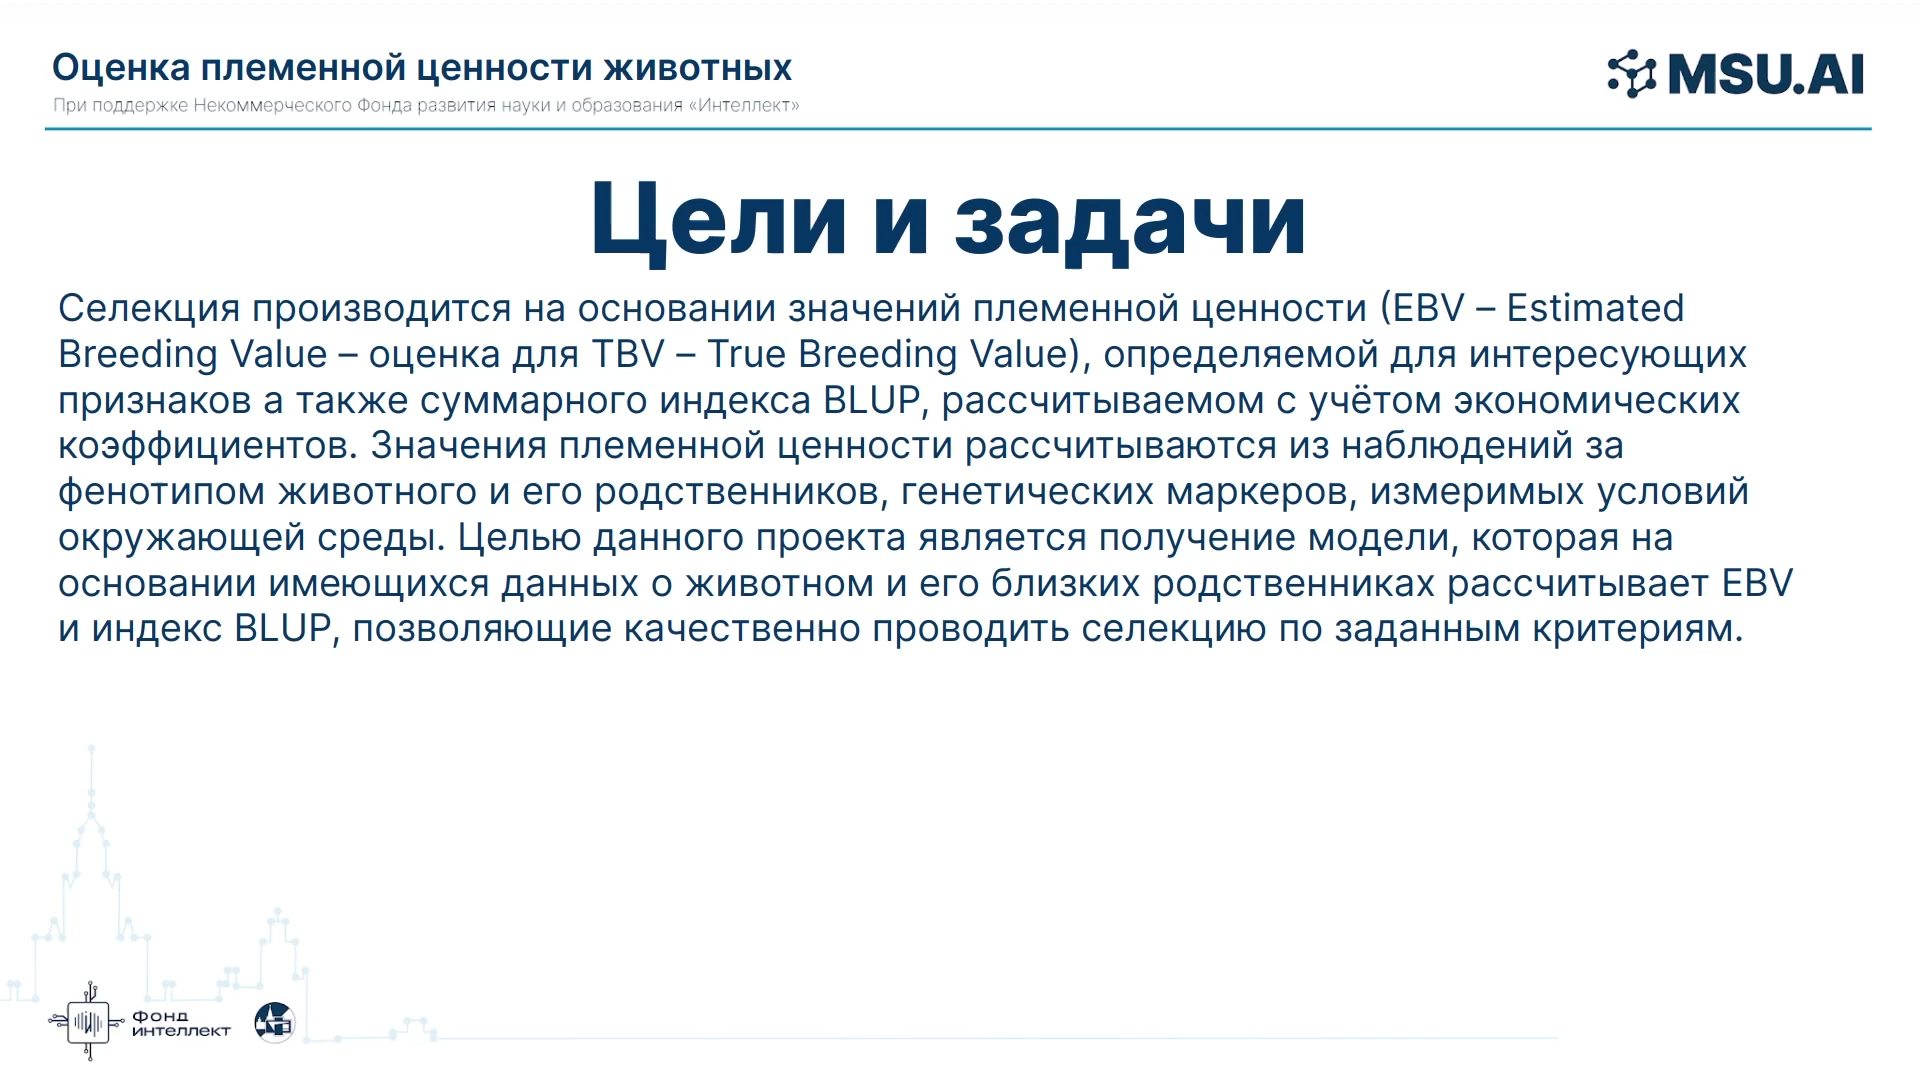 Оценка племенной ценности животных
При поддержке Некоммерческого Фонда развития науки и образования «Интеллект»
MSU.AI
Цели и задачи
Селекция производится на основании значений племенной ценности (EBV – Estimated
Breeding Value – оценка для TBV – True Breeding Value), определяемой для интересующих
признаков а также суммарного индекса BLUP, рассчитываемом с учётом экономических
коэффициентов. Значения племенной ценности рассчитываются из наблюдений за
фенотипом животного и его родственников, генетических маркеров, измеримых условий
окружающей среды. Целью данного проекта является получение модели, которая на
основании имеющихся данных о животном и его близких родственниках рассчитывает EBV
и индекс BLUP, позволяющие качественно проводить селекцию по заданным критериям.
ФОНД
ИНТЕЛЛЕКТ